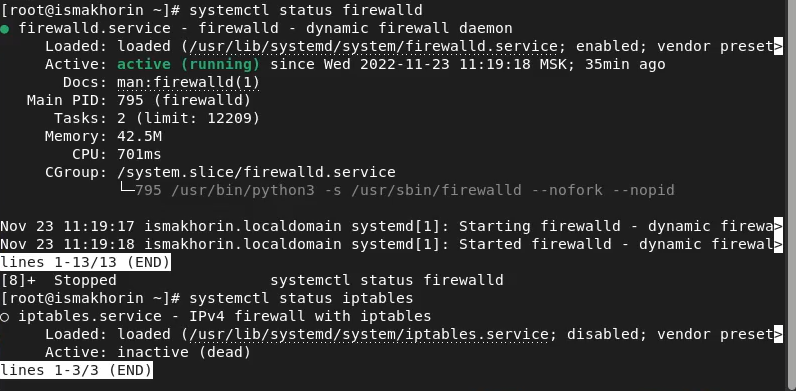 [root@ismakhorin ~]# systemctl status firewalld
● firewalld.service - firewalld - dynamic firewall daemon
     Loaded: loaded (/usr/lib/systemd/system/firewalld.service; enabled; vendor preset>
     Active: active (running) since Wed 2022-11-23 11:19:18 MSK; 35min ago
       Docs: man:firewalld(1)
   Main PID: 795 (firewalld)
      Tasks: 2 (limit: 12209)
     Memory: 42.5M
        CPU: 701ms
     CGroup: /system.slice/firewalld.service
             └─795 /usr/bin/python3 -s /usr/sbin/firewalld --nofork --nopid
Nov 23 11:19:17 ismakhorin.localdomain systemd[1]: Starting firewalld - dynamic firewa>
Nov 23 11:19:18 ismakhorin.localdomain systemd[1]: Started firewalld - dynamic firewal>
lines 1-13/13 (END)
[8]+  Stopped                 systemctl status firewalld
[root@ismakhorin ~]# systemctl status iptables
○ iptables.service - IPv4 firewall with iptables
     Loaded: loaded (/usr/lib/systemd/system/iptables.service; disabled; vendor preset>
     Active: inactive (dead)
lines 1-3/3 (END)